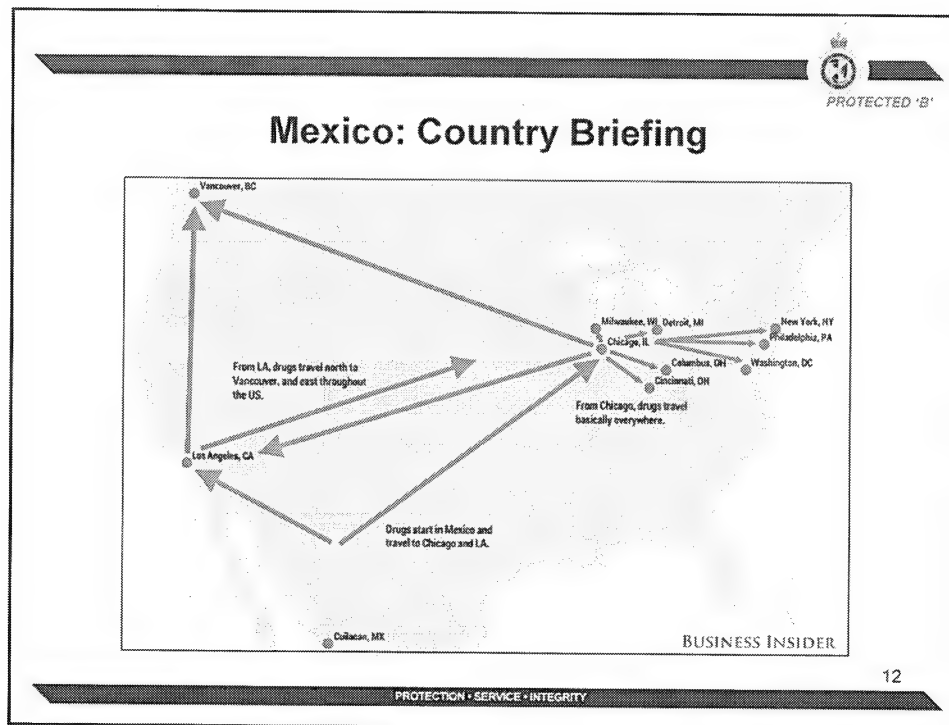 PROTECTED 'B'
Mexico: Country Briefing
Vancouver, BC
Milwaukee, WI
Detroit, MI
New York, NY
Chicago, IL
Philadelphia, PA
From LA, drugs travel north to
Vancouver, and east throughout
the US.
Columbus, OH
Washington, DC
Cincinnati, OH
From Chicago, drugs travel
basically everywhere.
Los Angeles, CA
Drugs start in Mexico and
travel to Chicago and LA.
Cuilacan, MX
BUSINESS INSIDER
12
PROTECTION • SERVICE • INTEGRITY